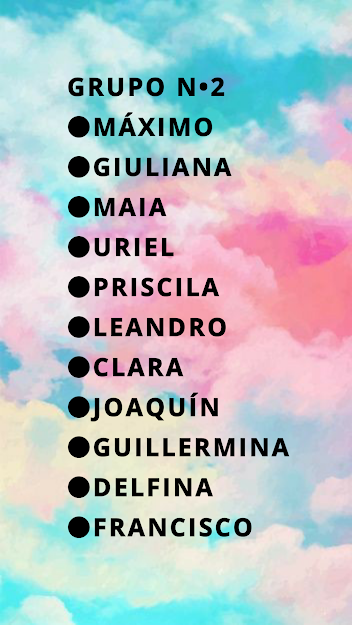 GRUPO N•2
●MÁXIMO
●GIULIANA
●MAIA
●URIEL
●PRISCILA
●LEANDRO
●CLARA
●JOAQUÍN
●GUILLERMINA
●DELFINA
●FRANCISCO